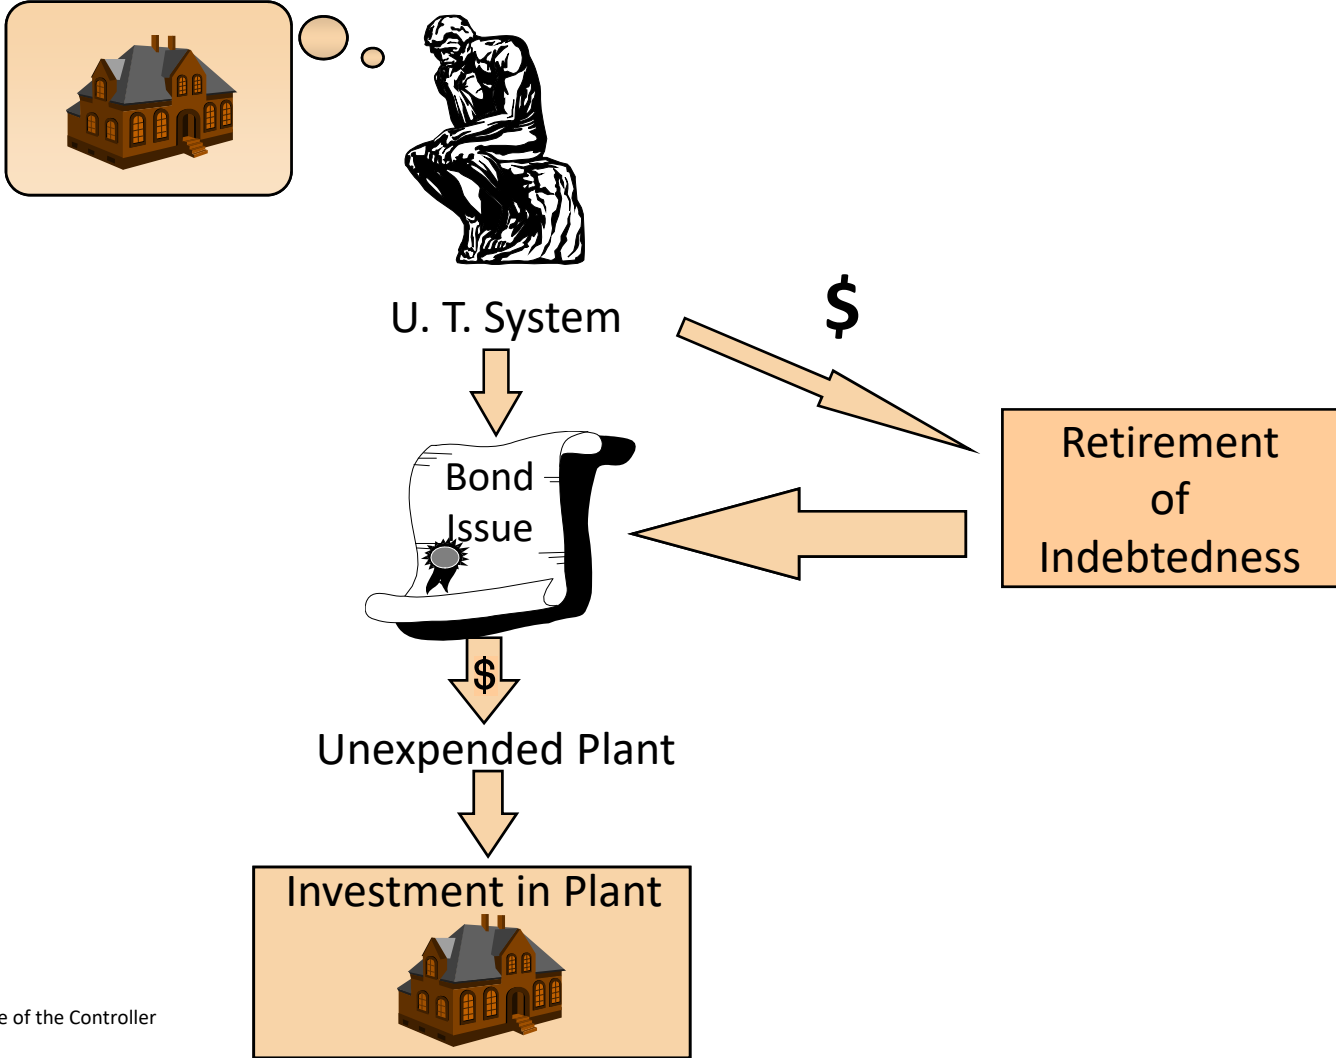 U. T. System
$
Bond
Issue
Retirement
of
Indebtedness
$
Unexpended Plant
Investment in Plant
e of the Controller